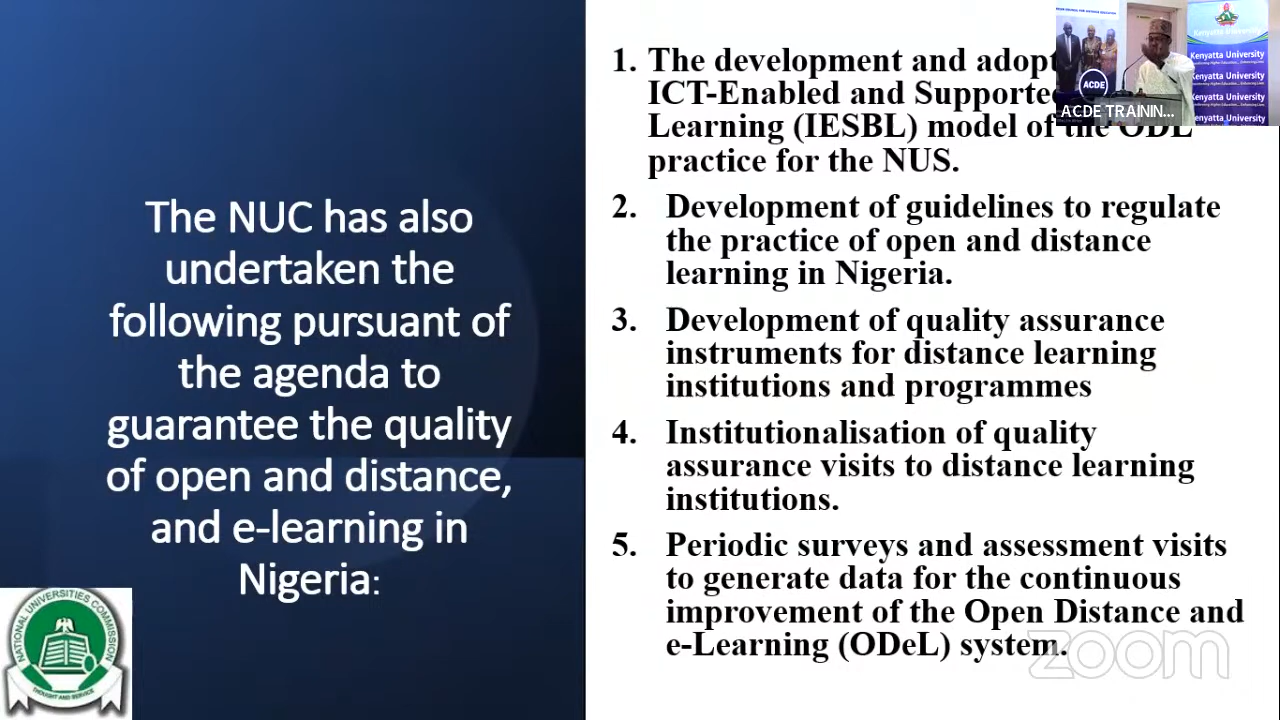 The NUC has also
undertaken the
following pursuant of
the agenda to
guarantee the quality
of open and distance,
and e-learning in
Nigeria:
NATIONAL UNIVERSITIES COMMISSION
THOUGHT AND SERVICE
1. The development and adopt
ICT-Enabled and Supporte
Learning (IESBL) model of the ODL
practice for the NUS.
2. Development of guidelines to regulate
the practice of open and distance
learning in Nigeria.
3. Development of quality assurance
instruments for distance learning
institutions and programmes
4. Institutionalisation of quality
assurance visits to distance learning
institutions.
5. Periodic surveys and assessment visits
to generate data for the continuous
improvement of the Open Distance and
e-Learning (ODeL) system.
ACDE
ACDE TRAININ...
Kenyatta University
Kenyatta University
Kenyatta University
Kenyatta University
Kenyatta University
zoom